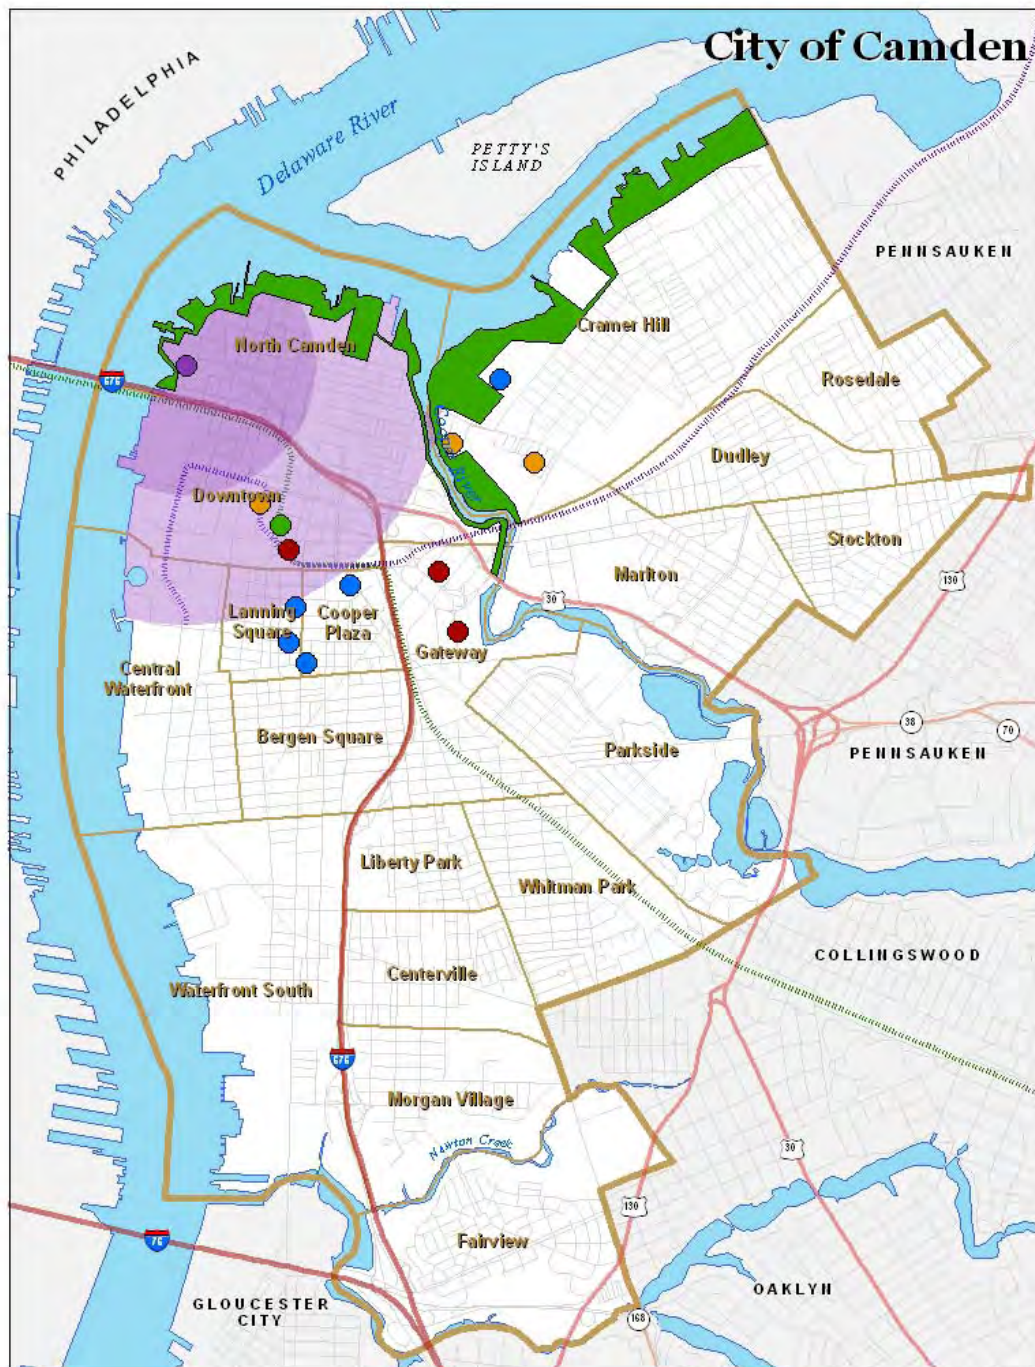 City of Camden
PHILADELPHIA
Delaware River
PETTY'S
ISLAND
PENNSAUKEN
North Camden
Cramer Hill
676
Rosedale
Dudley
Downtown
Stockton
Marlton
130
30
Lanning
Square
Cooper
Plaza
Gateway
Central
Waterfront
38
70
Bergen Square
Parkside
PENNSAUKEN
Liberty Park
Whitman Park
COLLINGSWOOD
Centerville
Waterfront South
676
Morgan Village
Newton Creek
30
130
Fairview
76
GLOUCESTER
CITY
OAKLYN
168